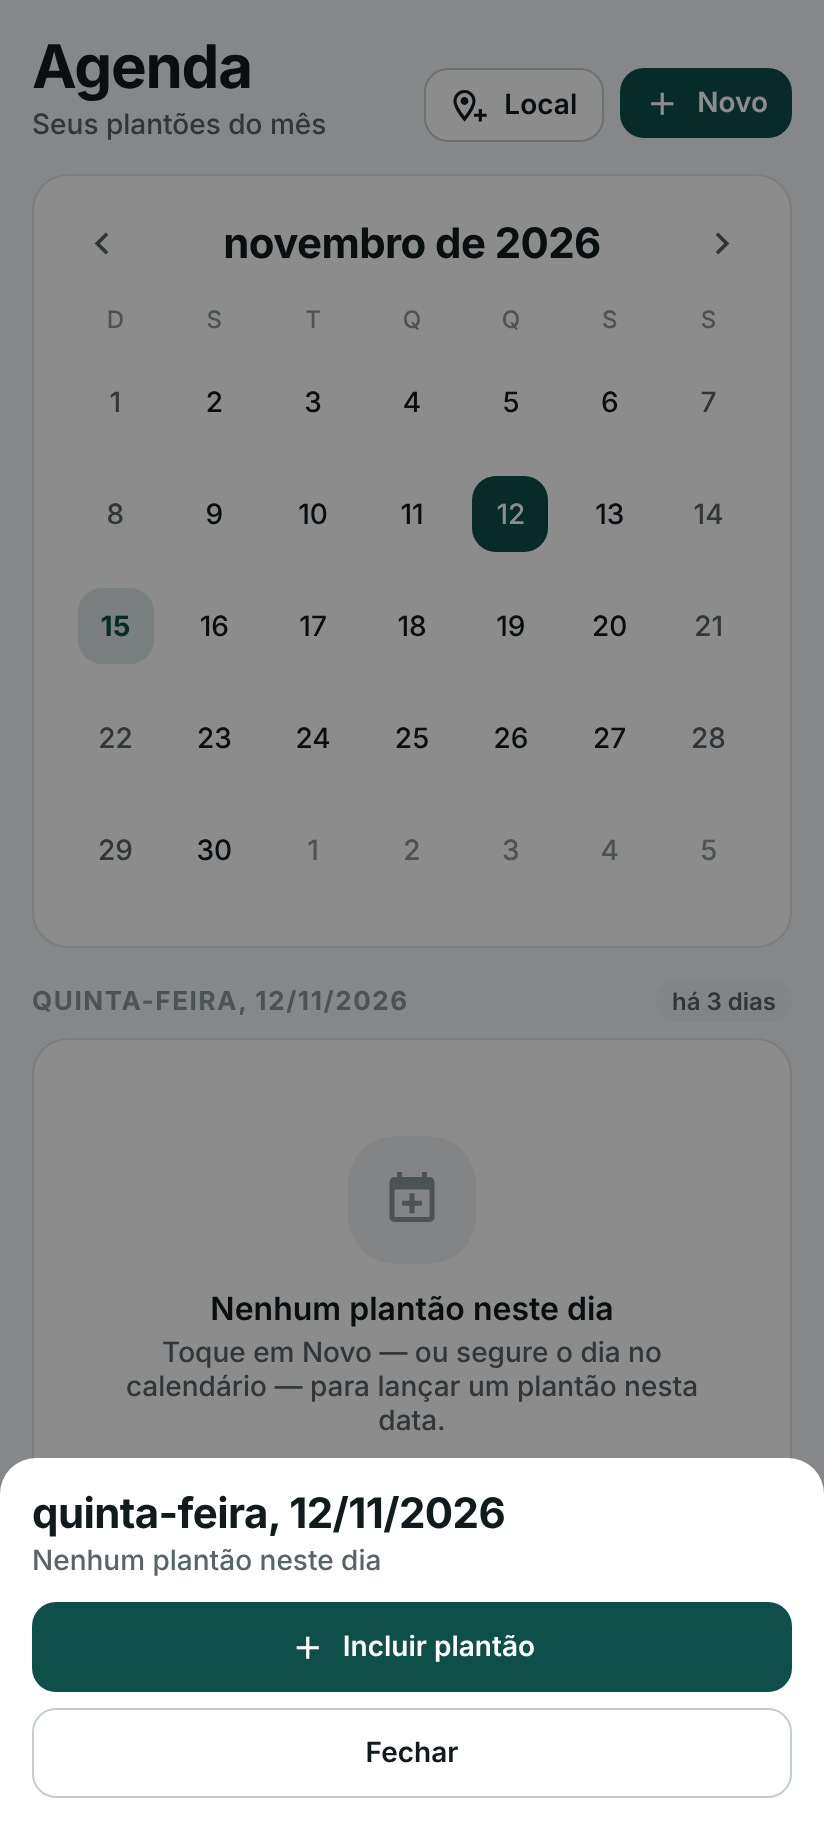 Agenda
Seus plantões do mês
Local
Novo
novembro de 2026
D S T Q Q S S
1 2 3 4 5 6 7
8 9 10 11 12 13 14
15 16 17 18 19 20 21
22 23 24 25 26 27 28
29 30 1 2 3 4 5
QUINTA-FEIRA, 12/11/2026
há 3 dias
Nenhum plantão neste dia
Toque em Novo — ou segure o dia no
calendário — para lançar um plantão nesta
data.
quinta-feira, 12/11/2026
Nenhum plantão neste dia
Incluir plantão
Fechar